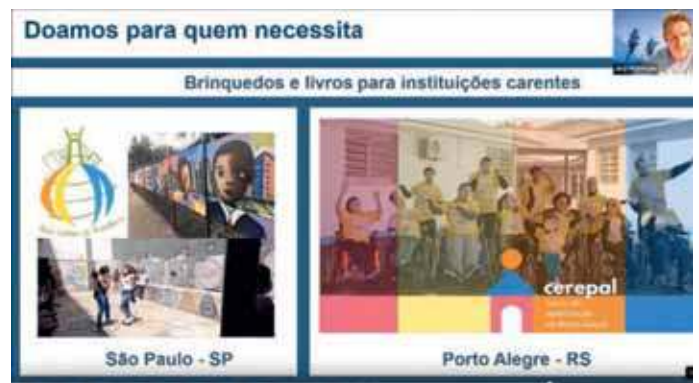 Doamos para quem necessita
Brinquedos e livros para instituições carentes
cerepal
São Paulo - SP
Porto Alegre - RS